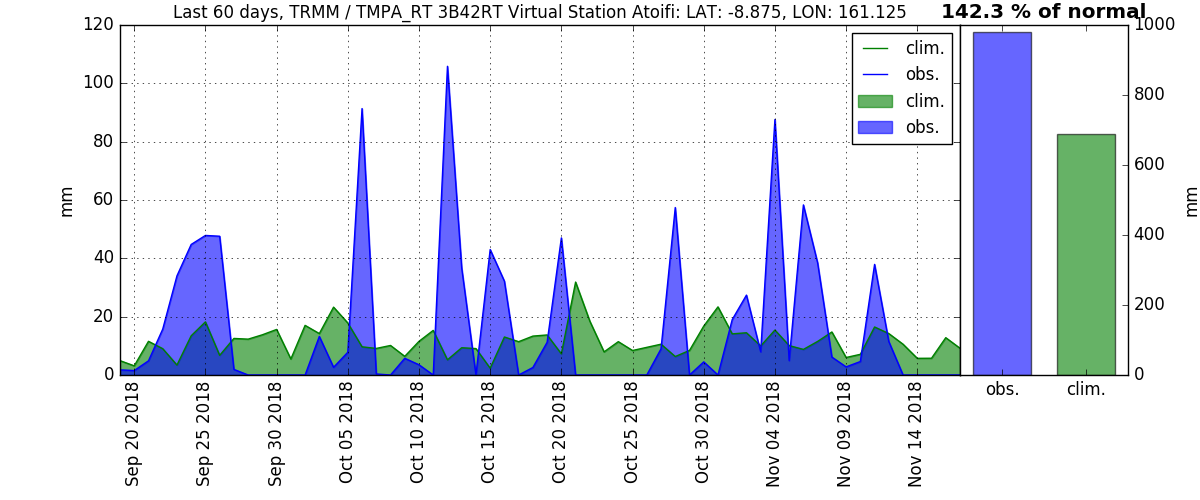 Last 60 days, TRMM / TMPA_RT 3B42RT Virtual Station Atoifi: LAT: -8.875, LON: 161.125
142.3 % of normal
120
100
80
60
40
20
0
mm
clim.
obs.
clim.
obs.
Sep 20 2018
Sep 25 2018
Sep 30 2018
Oct 05 2018
Oct 10 2018
Oct 15 2018
Oct 20 2018
Oct 25 2018
Oct 30 2018
Nov 04 2018
Nov 09 2018
Nov 14 2018
1000
800
600
400
200
0
mm
obs. clim.